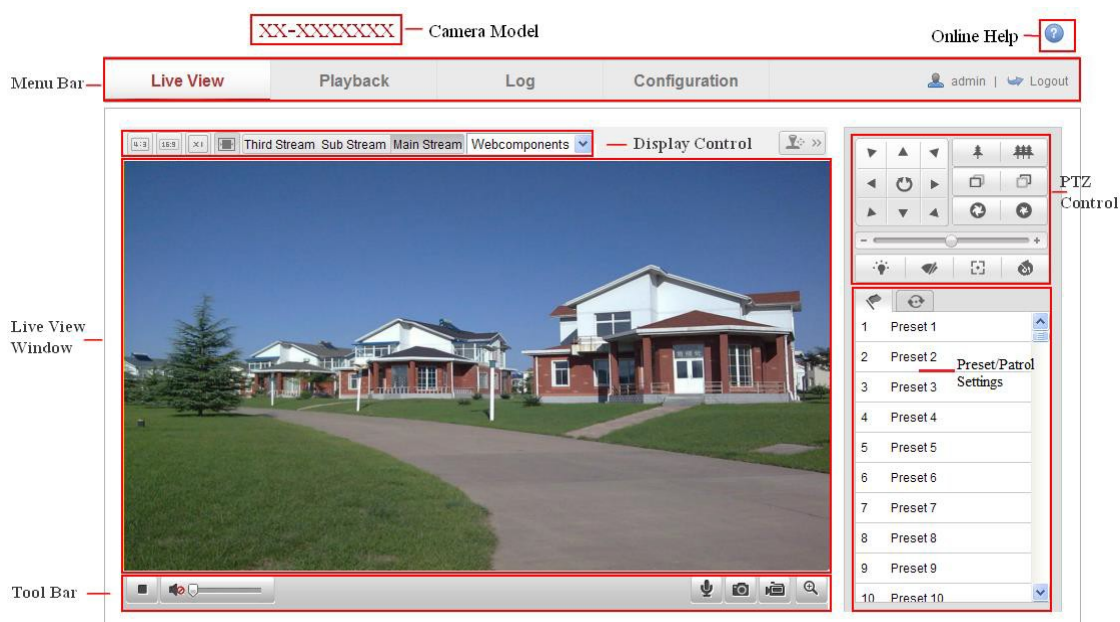 XX-XXXXXXX
Camera Model
Online Help
?
Menu Bar
Live View
Playback
Log
Configuration
admin | Logout
4:3
16:9
X1
Third Stream
Sub Stream
Main Stream
Webcomponents
Display Control
PTZ
Control
- +
Live View
Window
1 Preset 1
2 Preset 2
Preset/Patrol
Settings
3 Preset 3
4 Preset 4
5 Preset 5
6 Preset 6
7 Preset 7
8 Preset 8
9 Preset 9
10 Preset 10
Tool Bar